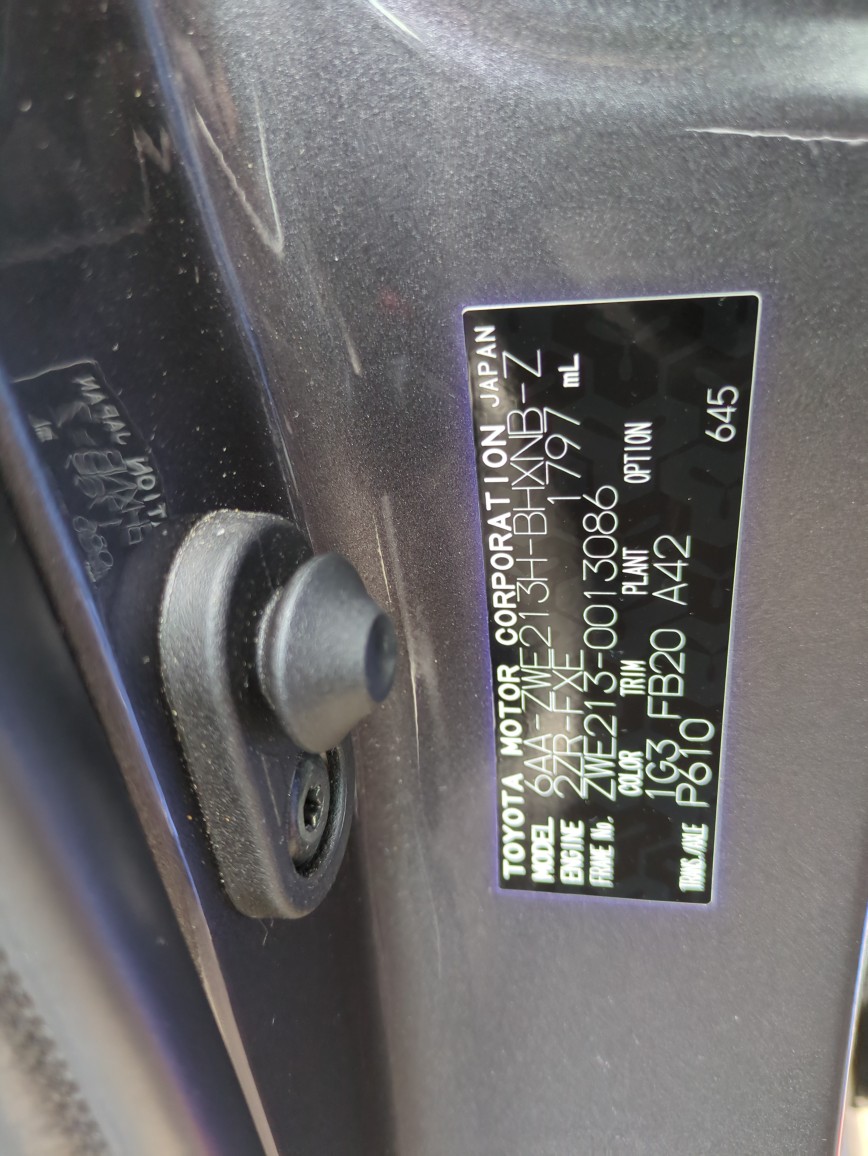 TOYOTA MOTOR CORPORATION JAPAN
MODEL 6AA-ZWE213H-BHXNB-Z
ENGINE 2ZR-FXE 1797 mL
FRAME No. ZWE213-0013086
COLOR TRIM PLANT OPTION
1G3 FB20 A42
TRANS/AXLE P610 645